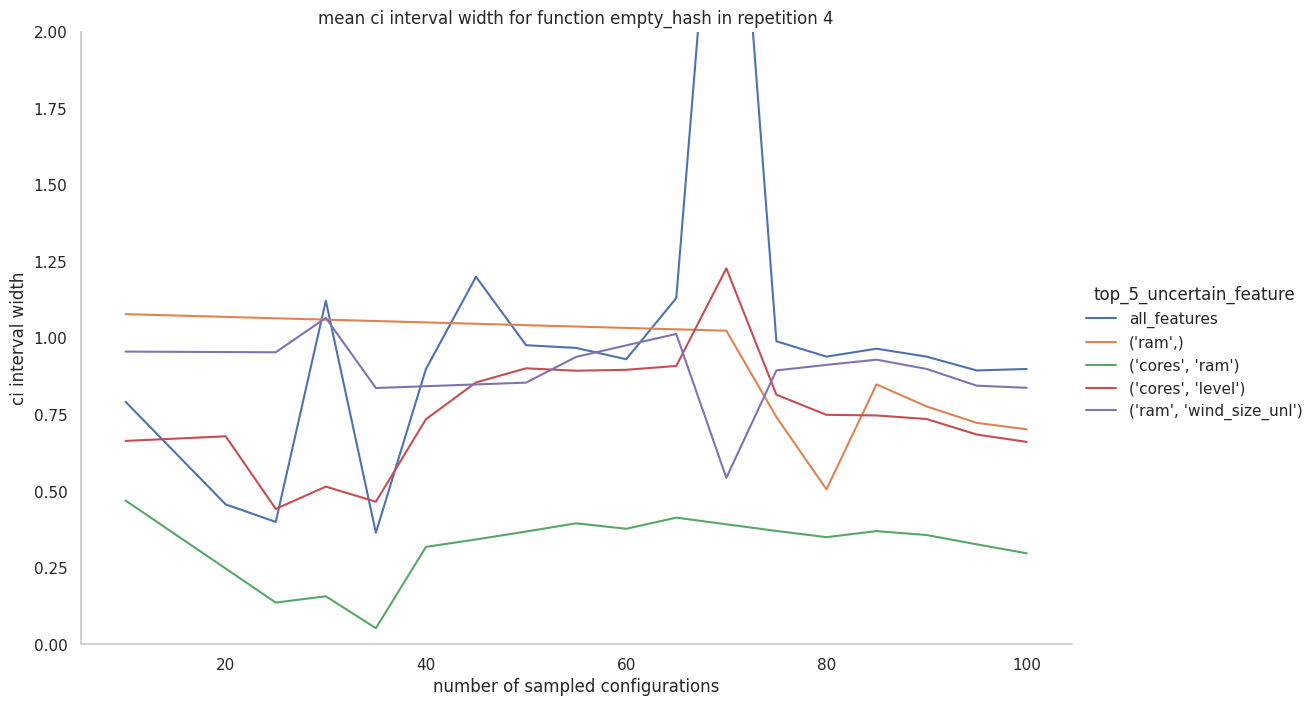 mean ci interval width for function empty_hash in repetition 4
2.00
1.75
1.50
1.25
1.00
0.75
0.50
0.25
0.00
ci interval width
20
40
60
80
100
number of sampled configurations
top_5_uncertain_feature
all_features
('ram',)
('cores', 'ram')
('cores', 'level')
('ram', 'wind_size_unl')